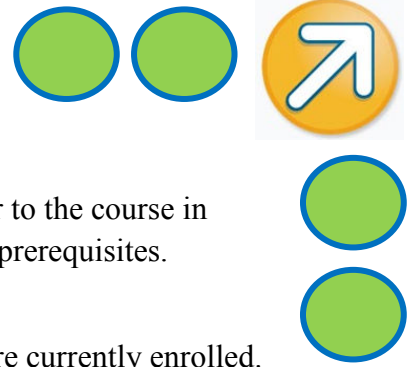 r to the course in
prerequisites.
re currently enrolled,